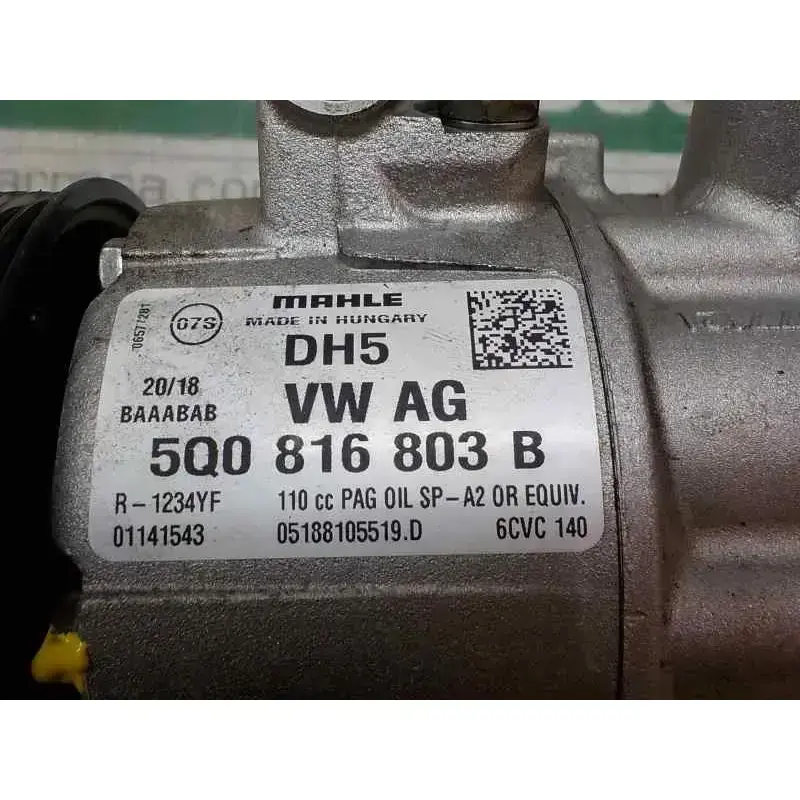 MAHLE
MADE IN HUNGARY
07S
DH5
20/18
VW AG
BAAABAB
5Q0 816 803 B
R-1234YF 110 cc PAG OIL SP-A2 OR EQUIV.
01141543 05188105519.D 6CVC 140